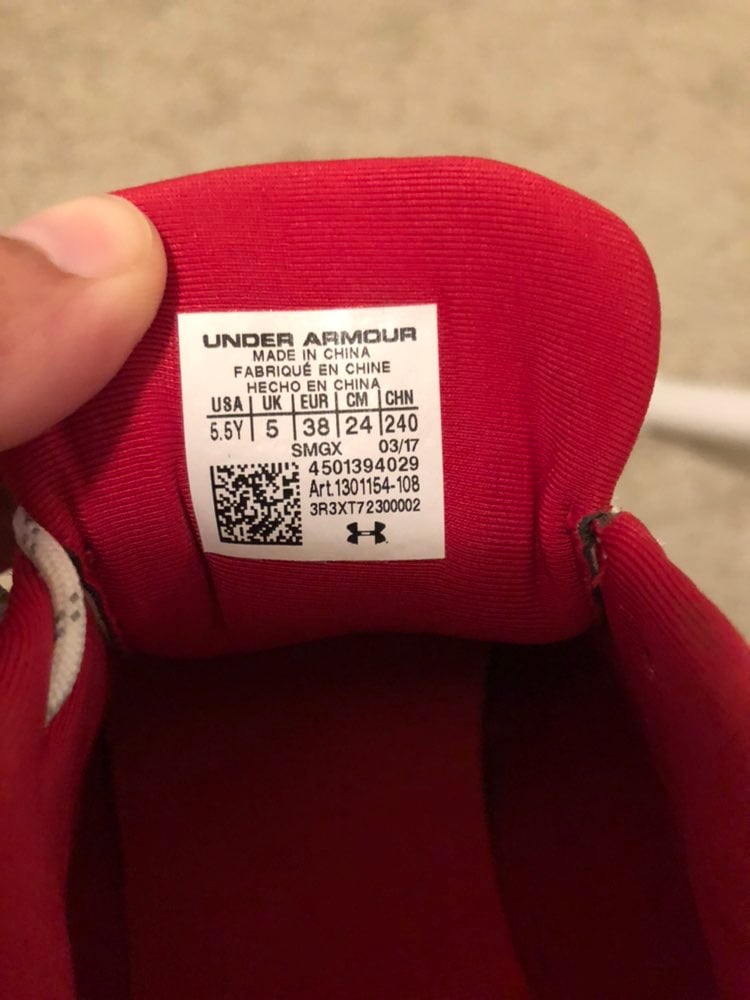 UNDER ARMOUR
MADE IN CHINA
FABRIQUÉ EN CHINE
HECHO EN CHINA
USA UK EUR CM CHN
5.5Y 5 38 24 240
SMGX 03/17
4501394029
Art.1301154-108
3R3XT72300002